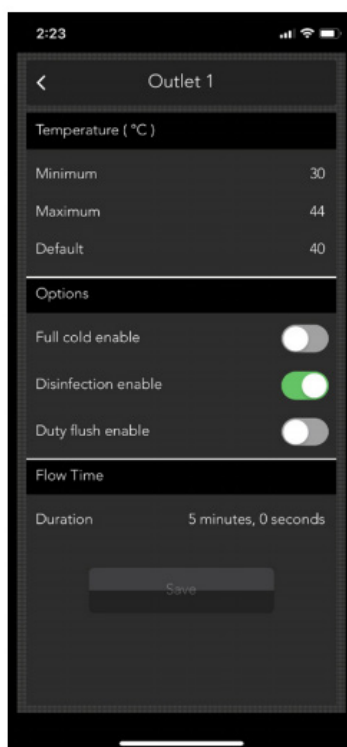 2:23
Outlet 1
Temperature ( °C )
Minimum 30
Maximum 44
Default 40
Options
Full cold enable
Disinfection enable
Duty flush enable
Flow Time
Duration 5 minutes, 0 seconds
Save